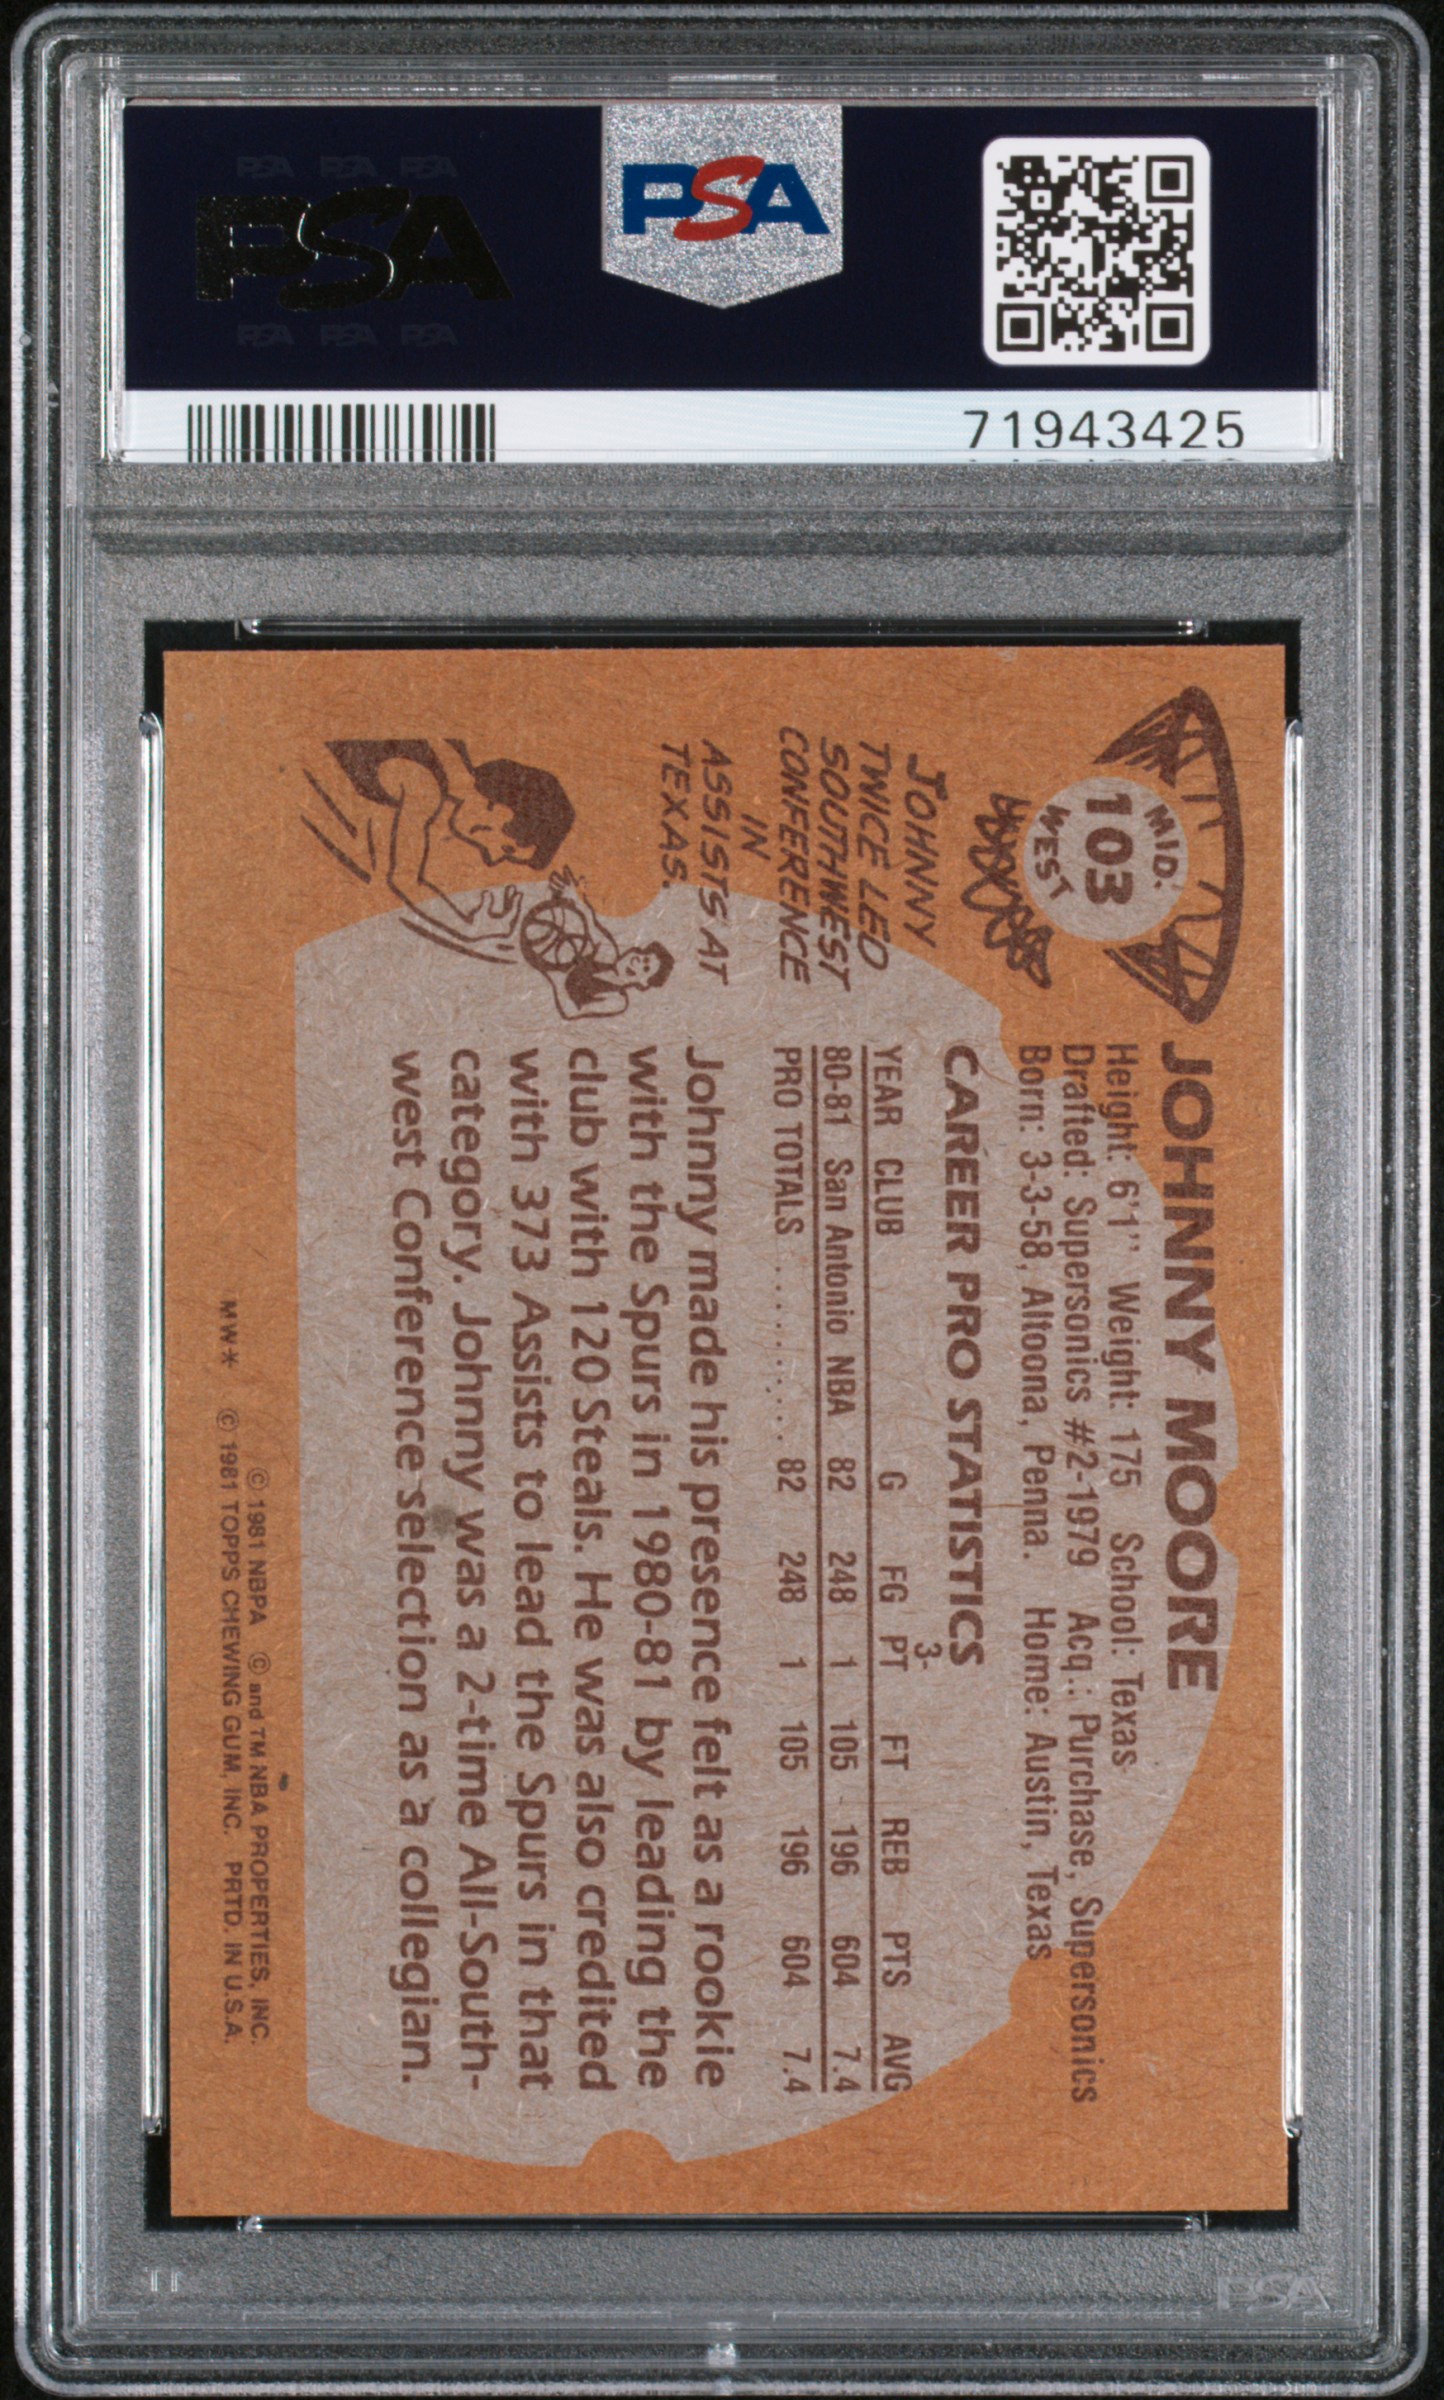 PSA PSA PSA
PSA
PSA PSA PSA
PSA
71943425
MID.
103
WEST
JOHNNY MOORE
Height: 6'1" Weight: 175 School: Texas
Drafted: Supersonics #2-1979 Acq.: Purchase, Supersonics
Born: 3-3-58, Altoona, Penna. Home: Austin, Texas
CAREER PRO STATISTICS
YEAR CLUB G FG 3-PT FT REB PTS AVG
80-81 San Antonio NBA 82 248 1 105 196 604 7.4
PRO TOTALS .......... 82 248 1 105 196 604 7.4
JOHNNY
TWICE LED
SOUTHWEST
CONFERENCE
IN
ASSISTS AT
TEXAS.
Johnny made his presence felt as a rookie
with the Spurs in 1980-81 by leading the
club with 120 Steals. He was also credited
with 373 Assists to lead the Spurs in that
category. Johnny was a 2-time All-South-
west Conference selection as a collegian.
© 1981 NBPA © and TM NBA PROPERTIES, INC.
MW* © 1981 TOPPS CHEWING GUM, INC. PRTD. IN U.S.A.
PSA